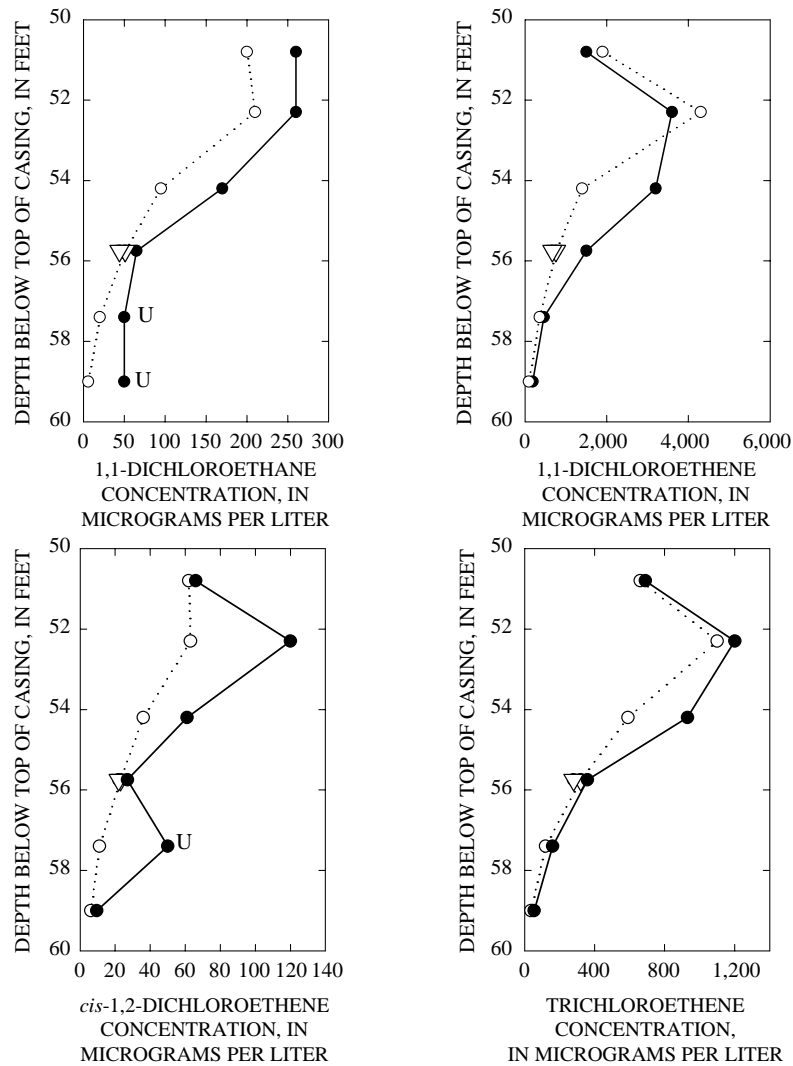 DEPTH BELOW TOP OF CASING, IN FEET
50
52
54
56
58
60
U
U
0 50 100 150 200 250 300
1,1-DICHLOROETHANE
CONCENTRATION, IN
MICROGRAMS PER LITER
DEPTH BELOW TOP OF CASING, IN FEET
50
52
54
56
58
60
0 2,000 4,000 6,000
1,1-DICHLOROETHENE
CONCENTRATION, IN
MICROGRAMS PER LITER
DEPTH BELOW TOP OF CASING, IN FEET
50
52
54
56
58
60
U
0 20 40 60 80 100 120 140
cis-1,2-DICHLOROETHENE
CONCENTRATION, IN
MICROGRAMS PER LITER
DEPTH BELOW TOP OF CASING, IN FEET
50
52
54
56
58
60
0 400 800 1,200
TRICHLOROETHENE
CONCENTRATION,
IN MICROGRAMS PER LITER